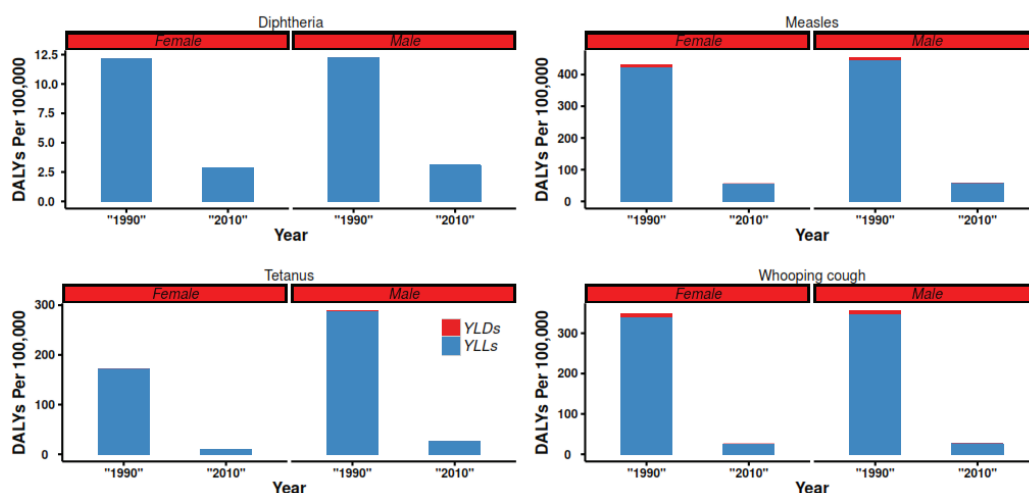 Diphtheria
Female Male
DALYs Per 100,000
12.5
10.0
7.5
5.0
2.5
0.0
"1990" "2010" "1990" "2010"
Year
Measles
Female Male
DALYs Per 100,000
400
300
200
100
0
"1990" "2010" "1990" "2010"
Year
Tetanus
Female Male
DALYs Per 100,000
300
200
100
0
YLDs
YLLs
"1990" "2010" "1990" "2010"
Year
Whooping cough
Female Male
DALYs Per 100,000
300
200
100
0
"1990" "2010" "1990" "2010"
Year